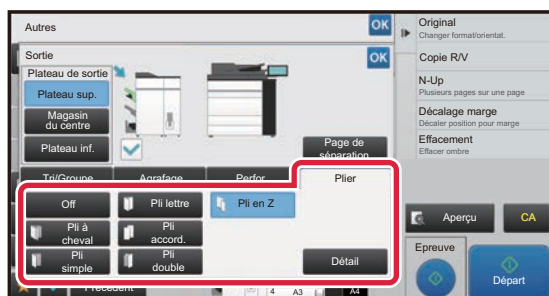 Autres
OK
Sortie
OK
Plateau de sortie
Plateau sup.
Magasin
du centre
Plateau inf.
Page de
séparation
Tri/Groupe
Agrafage
Perfor.
Plier
Off
Pli lettre
Pli en Z
Pli à
cheval
Pli
accord.
Pli
simple
Pli
double
Détail
Précédent
4
A3
A4
Original
Changer format/orientat.
Copie R/V
N-Up
Plusieurs pages sur une page
Décalage marge
Décaler position pour marge
Effacement
Effacer ombre
Aperçu
CA
Epreuve
Départ